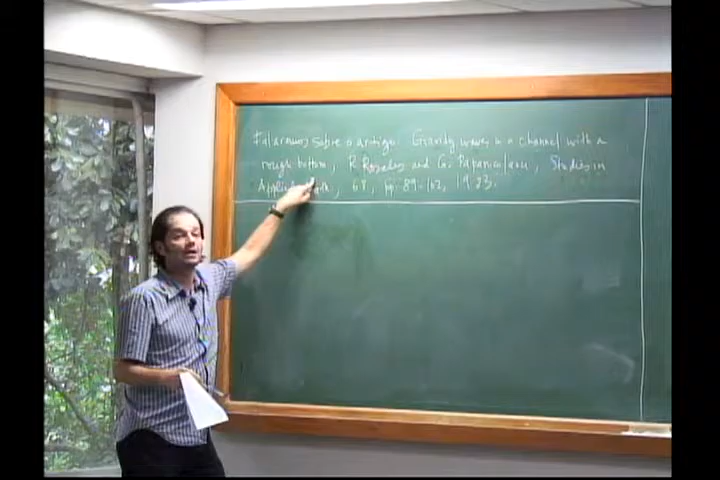 Falaremos sobre o artigo: Gravity waves in a channel with a
rough bottom, R. Rosales and G. Papanicolaou, Studies in
Applied Math, 68, pp. 89-102, 1983.